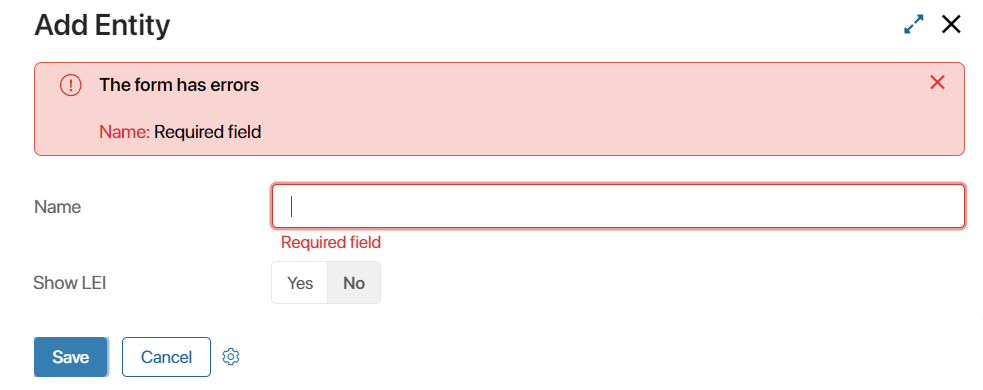 Add Entity
The form has errors
Name: Required field
Name
Required field
Show LEI
Yes No
Save Cancel